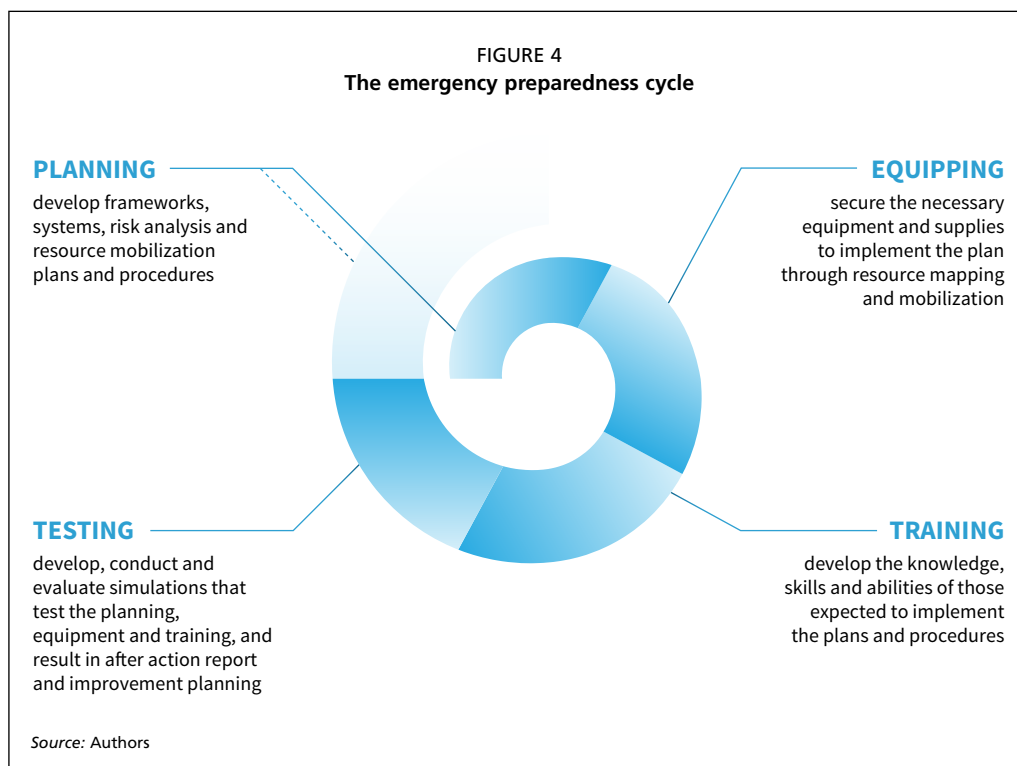 FIGURE 4
The emergency preparedness cycle
PLANNING
develop frameworks,
systems, risk analysis and
resource mobilization
plans and procedures
EQUIPPING
secure the necessary
equipment and supplies
to implement the plan
through resource mapping
and mobilization
TESTING
develop, conduct and
evaluate simulations that
test the planning,
equipment and training, and
result in after action report
and improvement planning
TRAINING
develop the knowledge,
skills and abilities of those
expected to implement
the plans and procedures
Source: Authors